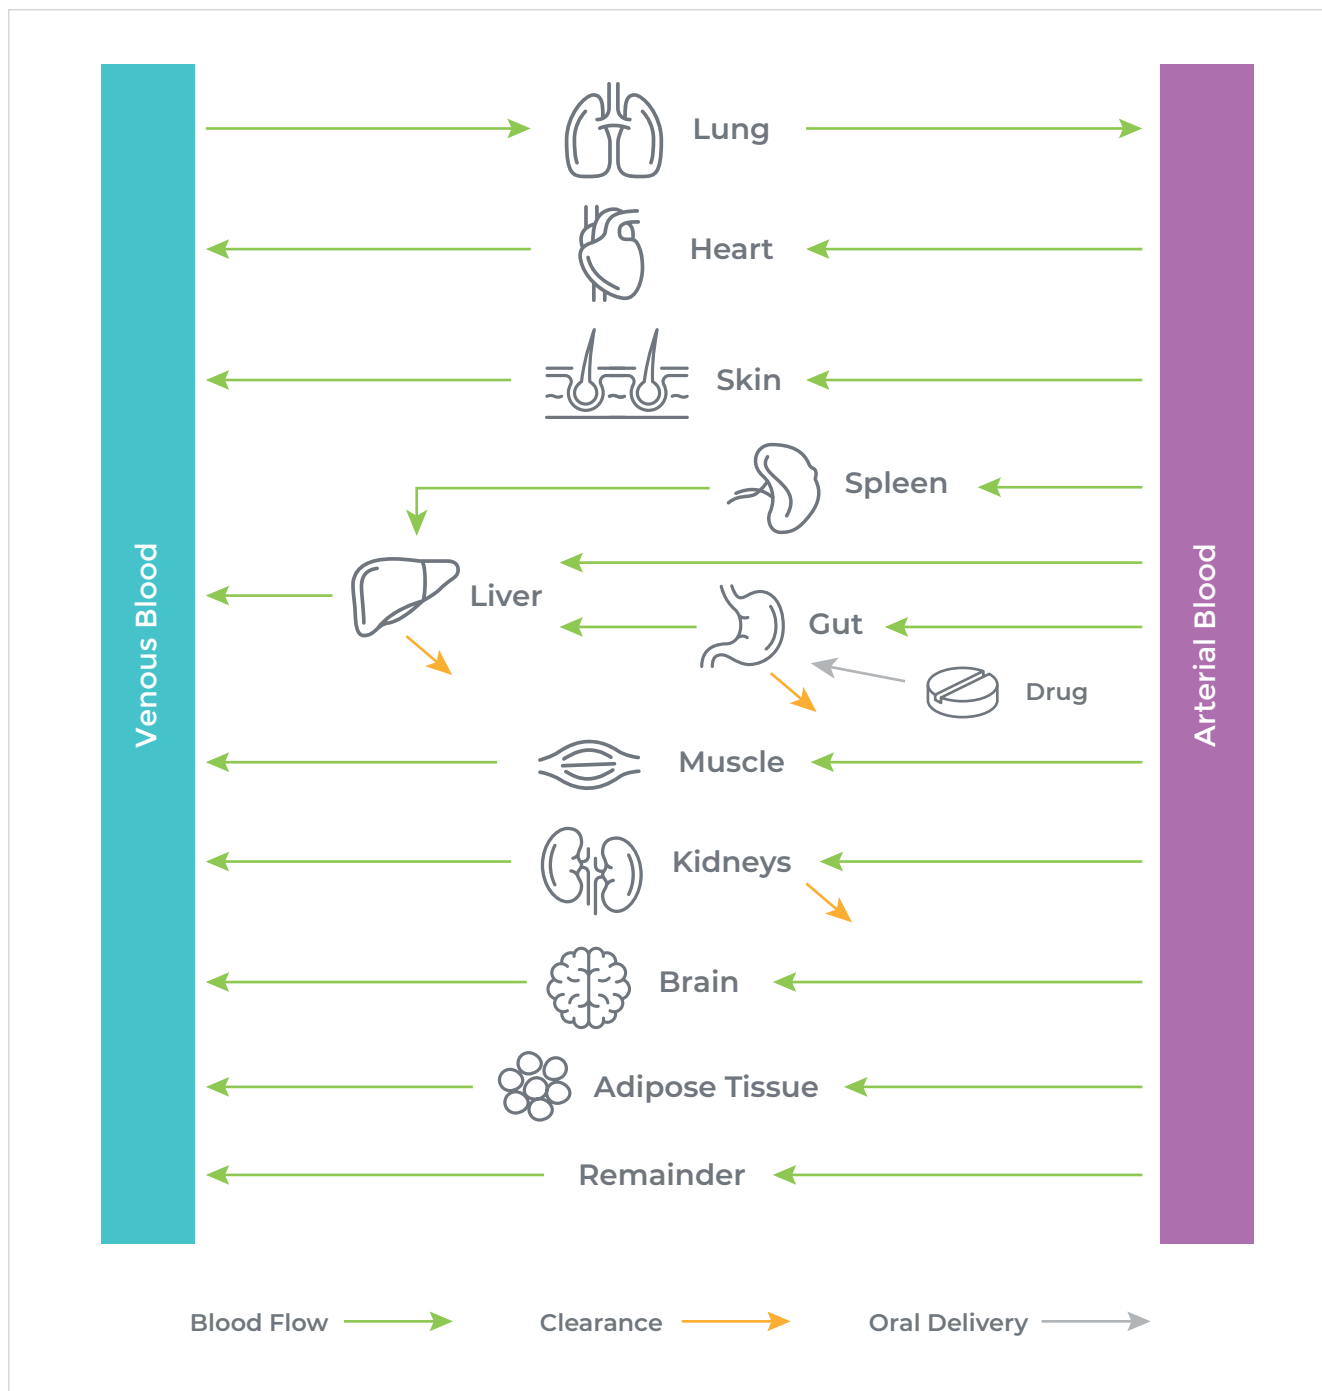 Lung
Heart
Skin
Spleen
Venous Blood
Liver
Gut
Arterial Blood
Drug
Muscle
Kidneys
Brain
Adipose Tissue
Remainder
Blood Flow
Clearance
Oral Delivery